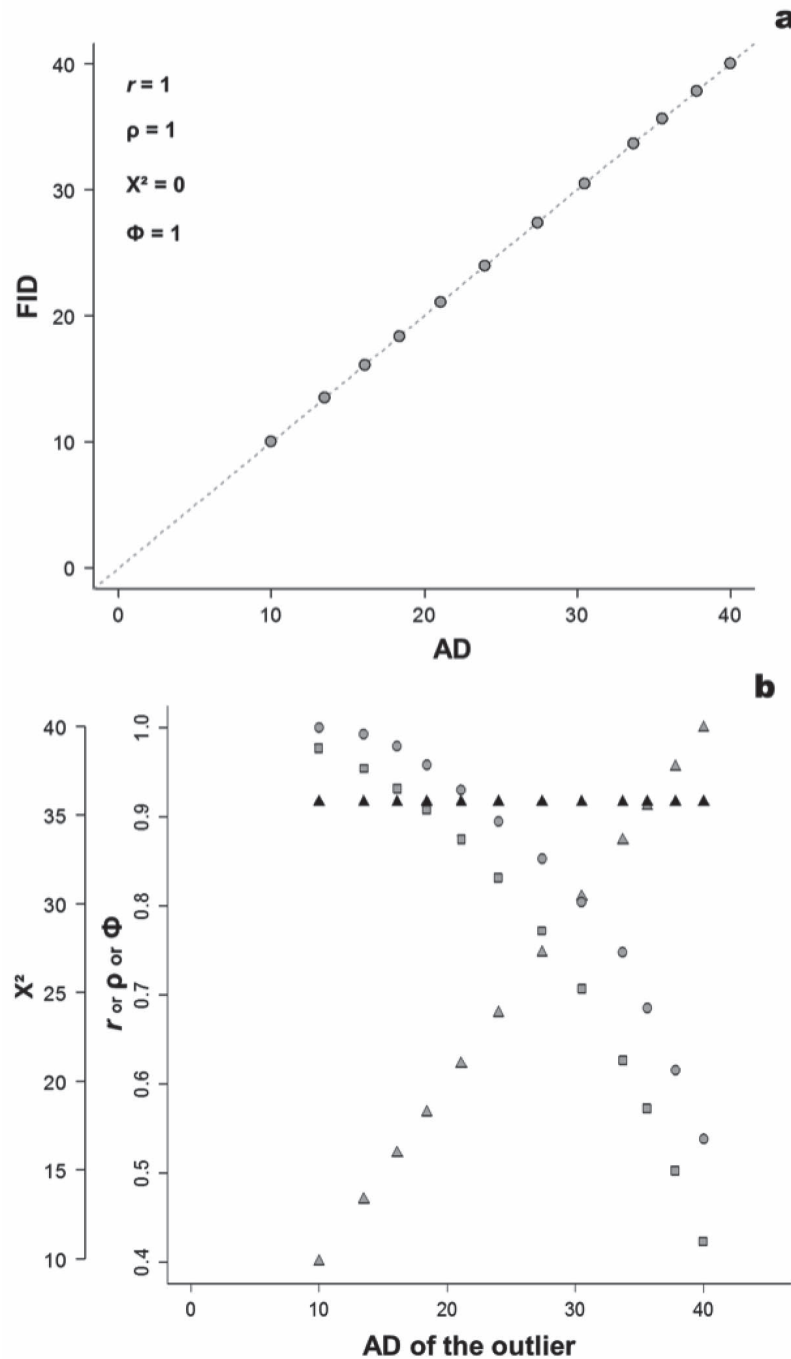 a
r = 1
ρ = 1
X² = 0
Φ = 1
40
30
20
10
0
FID
0 10 20 30 40
AD
b
40
35
30
25
20
15
10
X²
1.0
0.9
0.8
0.7
0.6
0.5
0.4
r or ρ or Φ
0 10 20 30 40
AD of the outlier